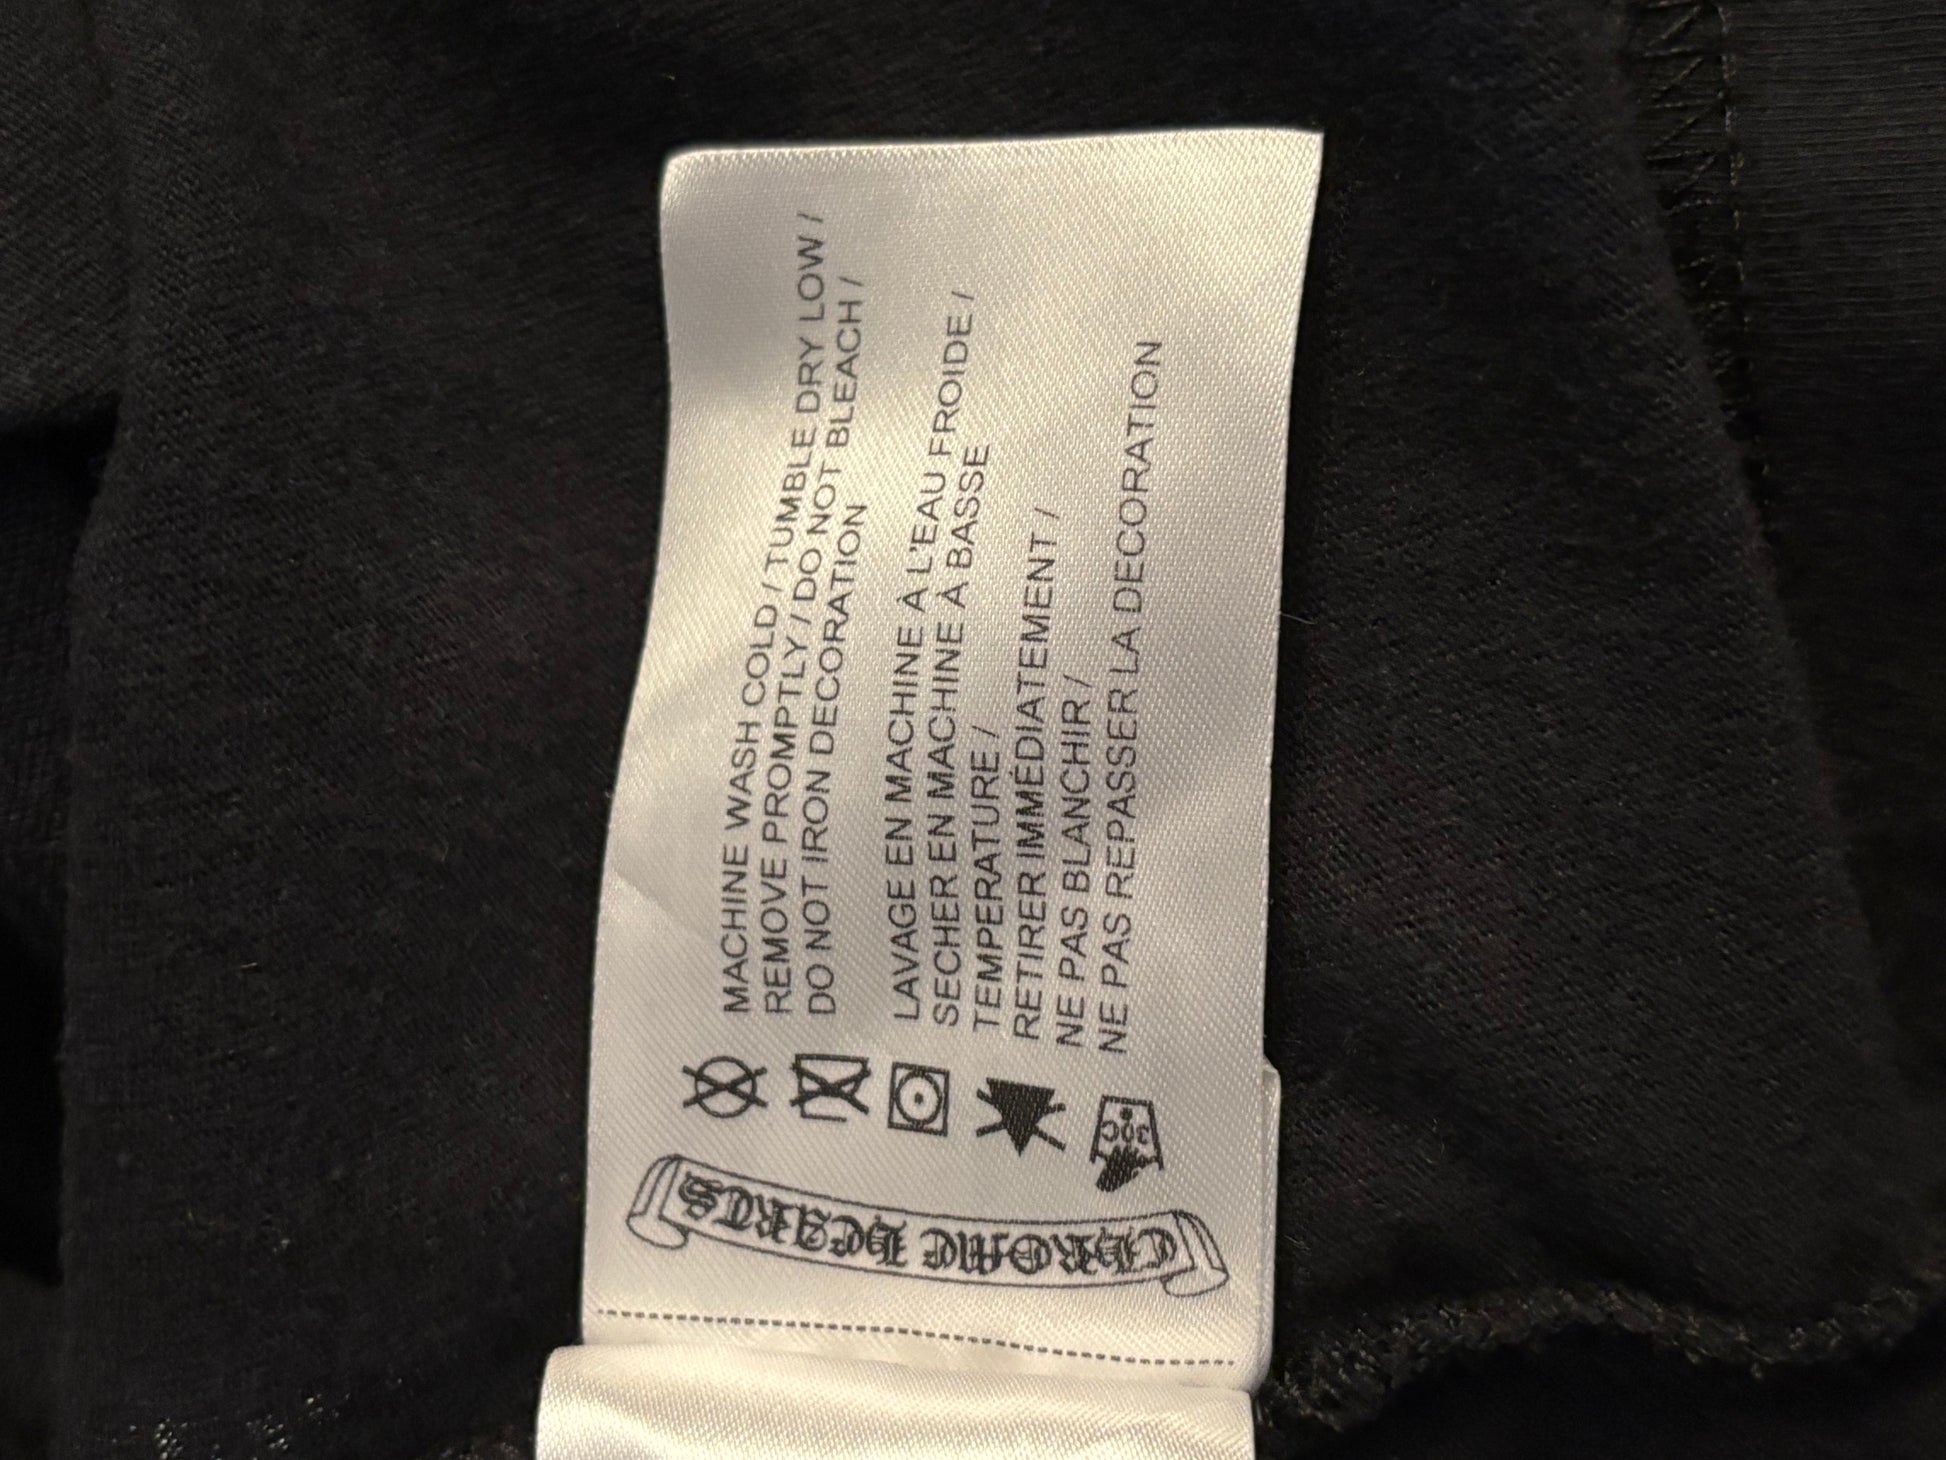 CHROME HEARTS
30C
MACHINE WASH COLD / TUMBLE DRY LOW /
REMOVE PROMPTLY / DO NOT BLEACH /
DO NOT IRON DECORATION
LAVAGE EN MACHINE À L'EAU FROIDE /
SECHER EN MACHINE À BASSE
TEMPERATURE /
RETIRER IMMÉDIATEMENT /
NE PAS BLANCHIR /
NE PAS REPASSER LA DECORATION